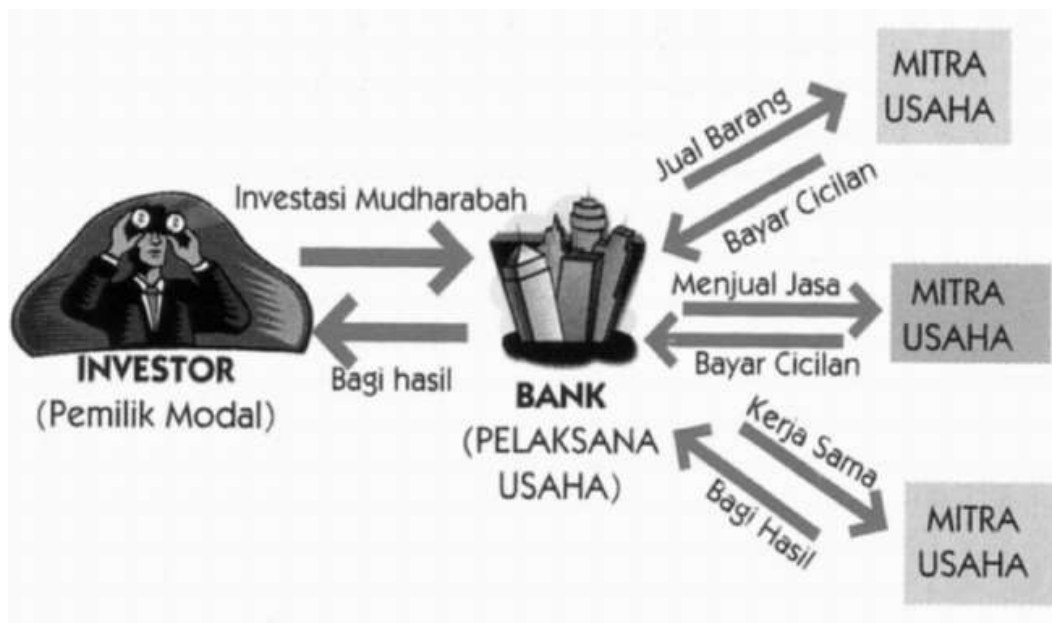 Investasi Mudharabah
Bagi hasil
INVESTOR
(Pemilik Modal)
BANK
(PELAKSANA
USAHA)
Jual Barang
Bayar Cicilan
MITRA
USAHA
Menjual Jasa
Bayar Cicilan
MITRA
USAHA
Kerja Sama
Bagi Hasil
MITRA
USAHA